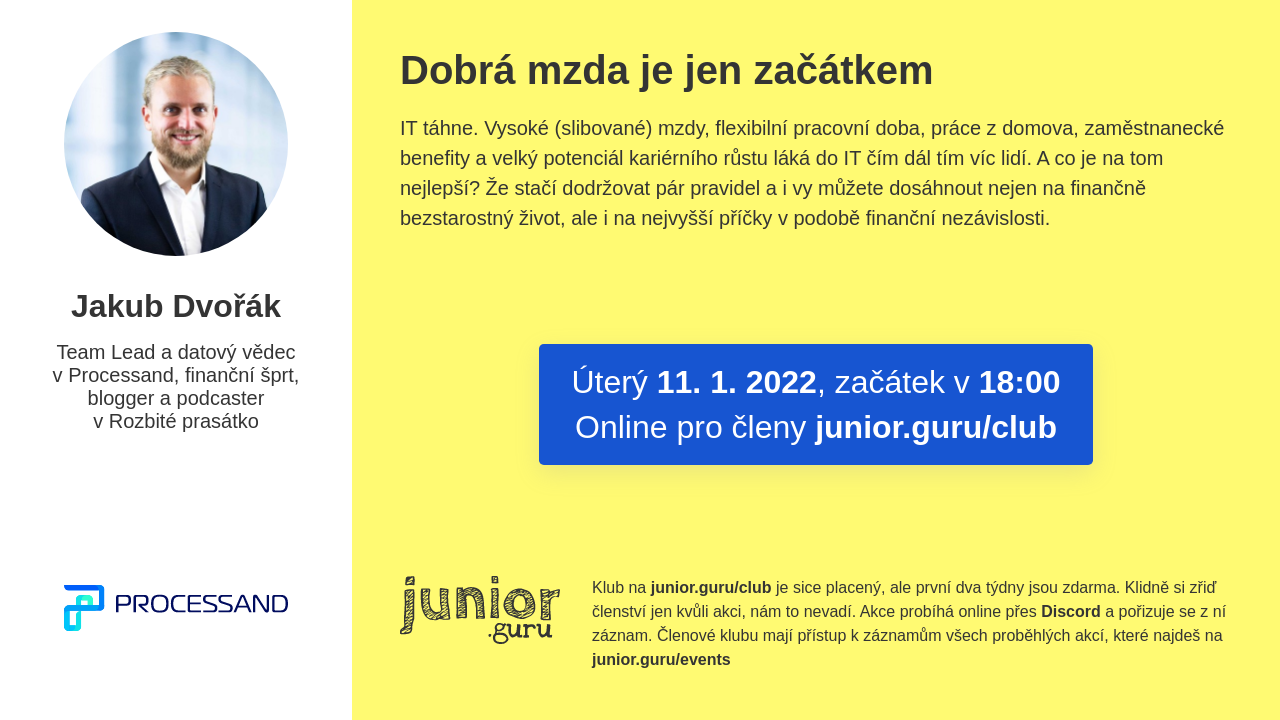 Jakub Dvořák
Team Lead a datový vědec
v Processand, finanční šprt,
blogger a podcaster
v Rozbité prasátko
PROCESSAND
Dobrá mzda je jen začátkem
IT táhne. Vysoké (slibované) mzdy, flexibilní pracovní doba, práce z domova, zaměstnanecké
benefity a velký potenciál kariérního růstu láká do IT čím dál tím víc lidí. A co je na tom
nejlepší? Že stačí dodržovat pár pravidel a i vy můžete dosáhnout nejen na finančně
bezstarostný život, ale i na nejvyšší příčky v podobě finanční nezávislosti.
Úterý 11. 1. 2022, začátek v 18:00
Online pro členy junior.guru/club
junior
.guru
Klub na junior.guru/club je sice placený, ale první dva týdny jsou zdarma. Klidně si zřiď
členství jen kvůli akci, nám to nevadí. Akce probíhá online přes Discord a pořizuje se z ní
záznam. Členové klubu mají přístup k záznamům všech proběhlých akcí, které najdeš na
junior.guru/events